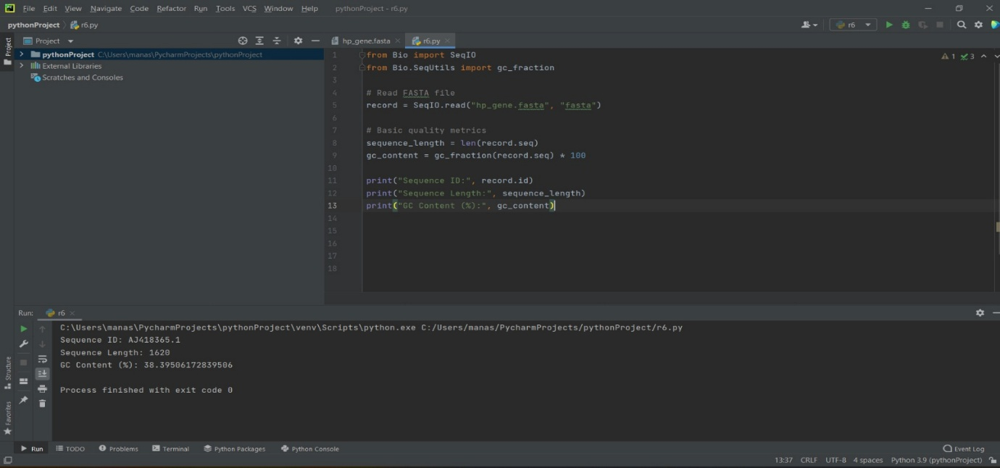 File Edit View Navigate Code Refactor Run Tools VCS Window Help pythonProject - r6.py
pythonProject r6.py
r6
Project
Project
hp_gene.fasta
r6.py
pythonProject C:\Users\manas\PycharmProjects\pythonProject
External Libraries
Scratches and Consoles
1 3
1 from Bio import SeqIO
2 from Bio.SeqUtils import gc_fraction
3
4 # Read FASTA file
5 record = SeqIO.read("hp_gene.fasta", "fasta")
6
7 # Basic quality metrics
8 sequence_length = len(record.seq)
9 gc_content = gc_fraction(record.seq) * 100
10
11 print("Sequence ID:", record.id)
12 print("Sequence Length:", sequence_length)
13 print("GC Content (%):", gc_content)
14
15
16
17
18
Run: r6
C:\Users\manas\PycharmProjects\pythonProject\venv\Scripts\python.exe C:/Users/manas/PycharmProjects/pythonProject/r6.py
Sequence ID: AJ418365.1
Sequence Length: 1620
GC Content (%): 38.39506172839506
Process finished with exit code 0
Structure
Favorites
Run TODO Problems Terminal Python Packages Python Console Event Log
13:37 CRLF UTF-8 4 spaces Python 3.9 (pythonProject)